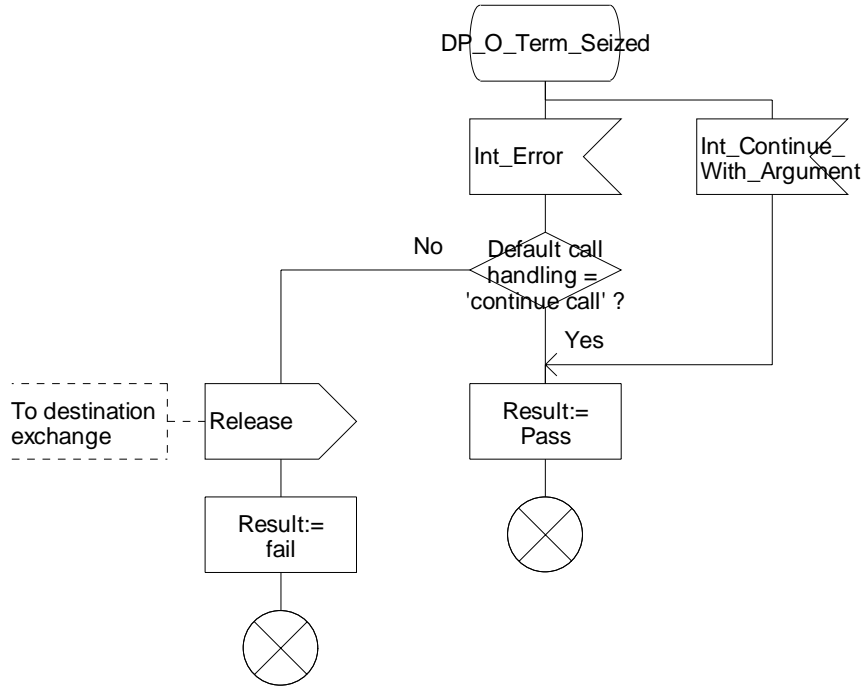 DP_O_Term_Seized
Int_Error
Int_Continue_
With_Argument
No
Default call
handling =
'continue call' ?
Yes
To destination
exchange
Release
Result:=
Pass
Result:=
fail